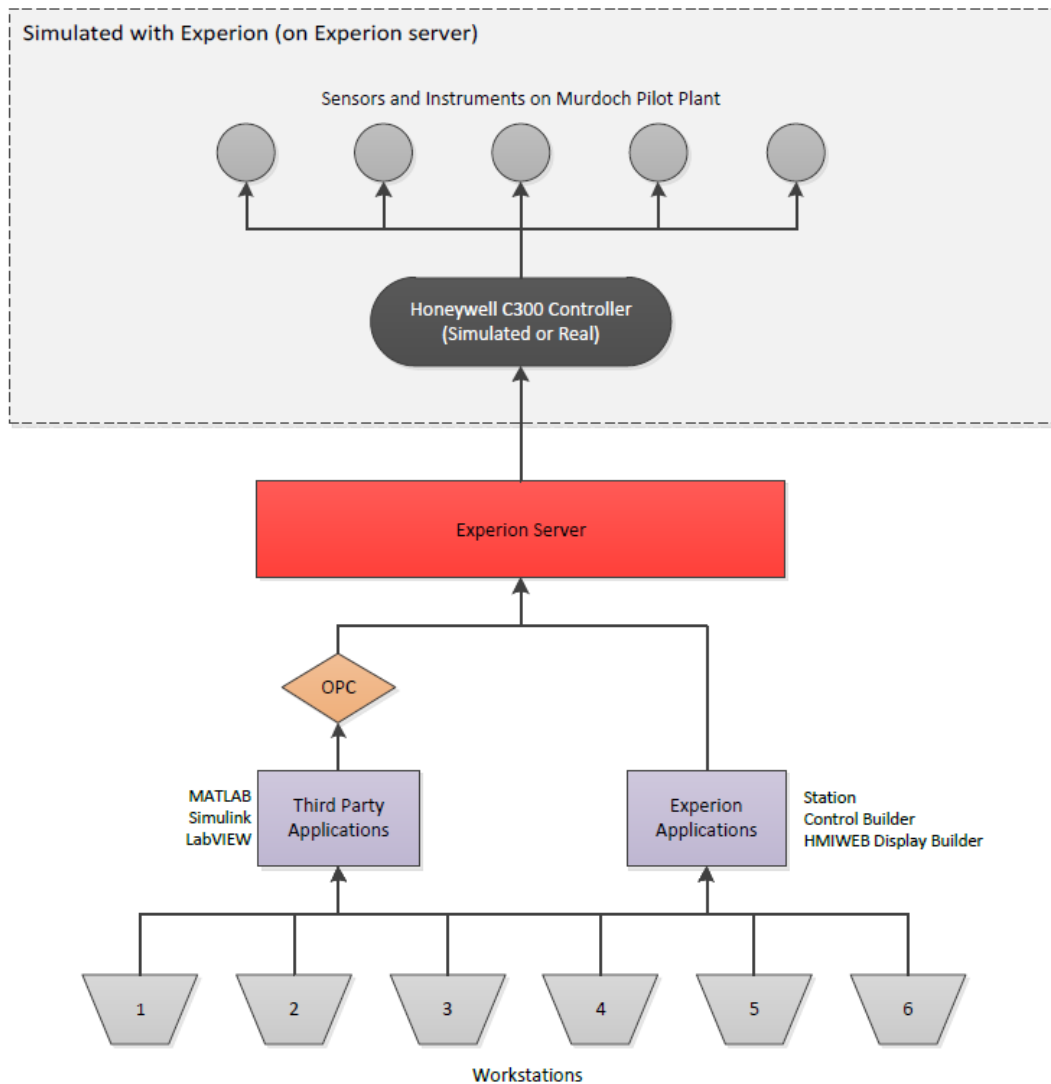 Simulated with Experion (on Experion server)
Sensors and Instruments on Murdoch Pilot Plant
Honeywell C300 Controller
(Simulated or Real)
Experion Server
OPC
MATLAB
Simulink
LabVIEW
Third Party
Applications
Experion
Applications
Station
Control Builder
HMIWEB Display Builder
1
2
3
4
5
6
Workstations